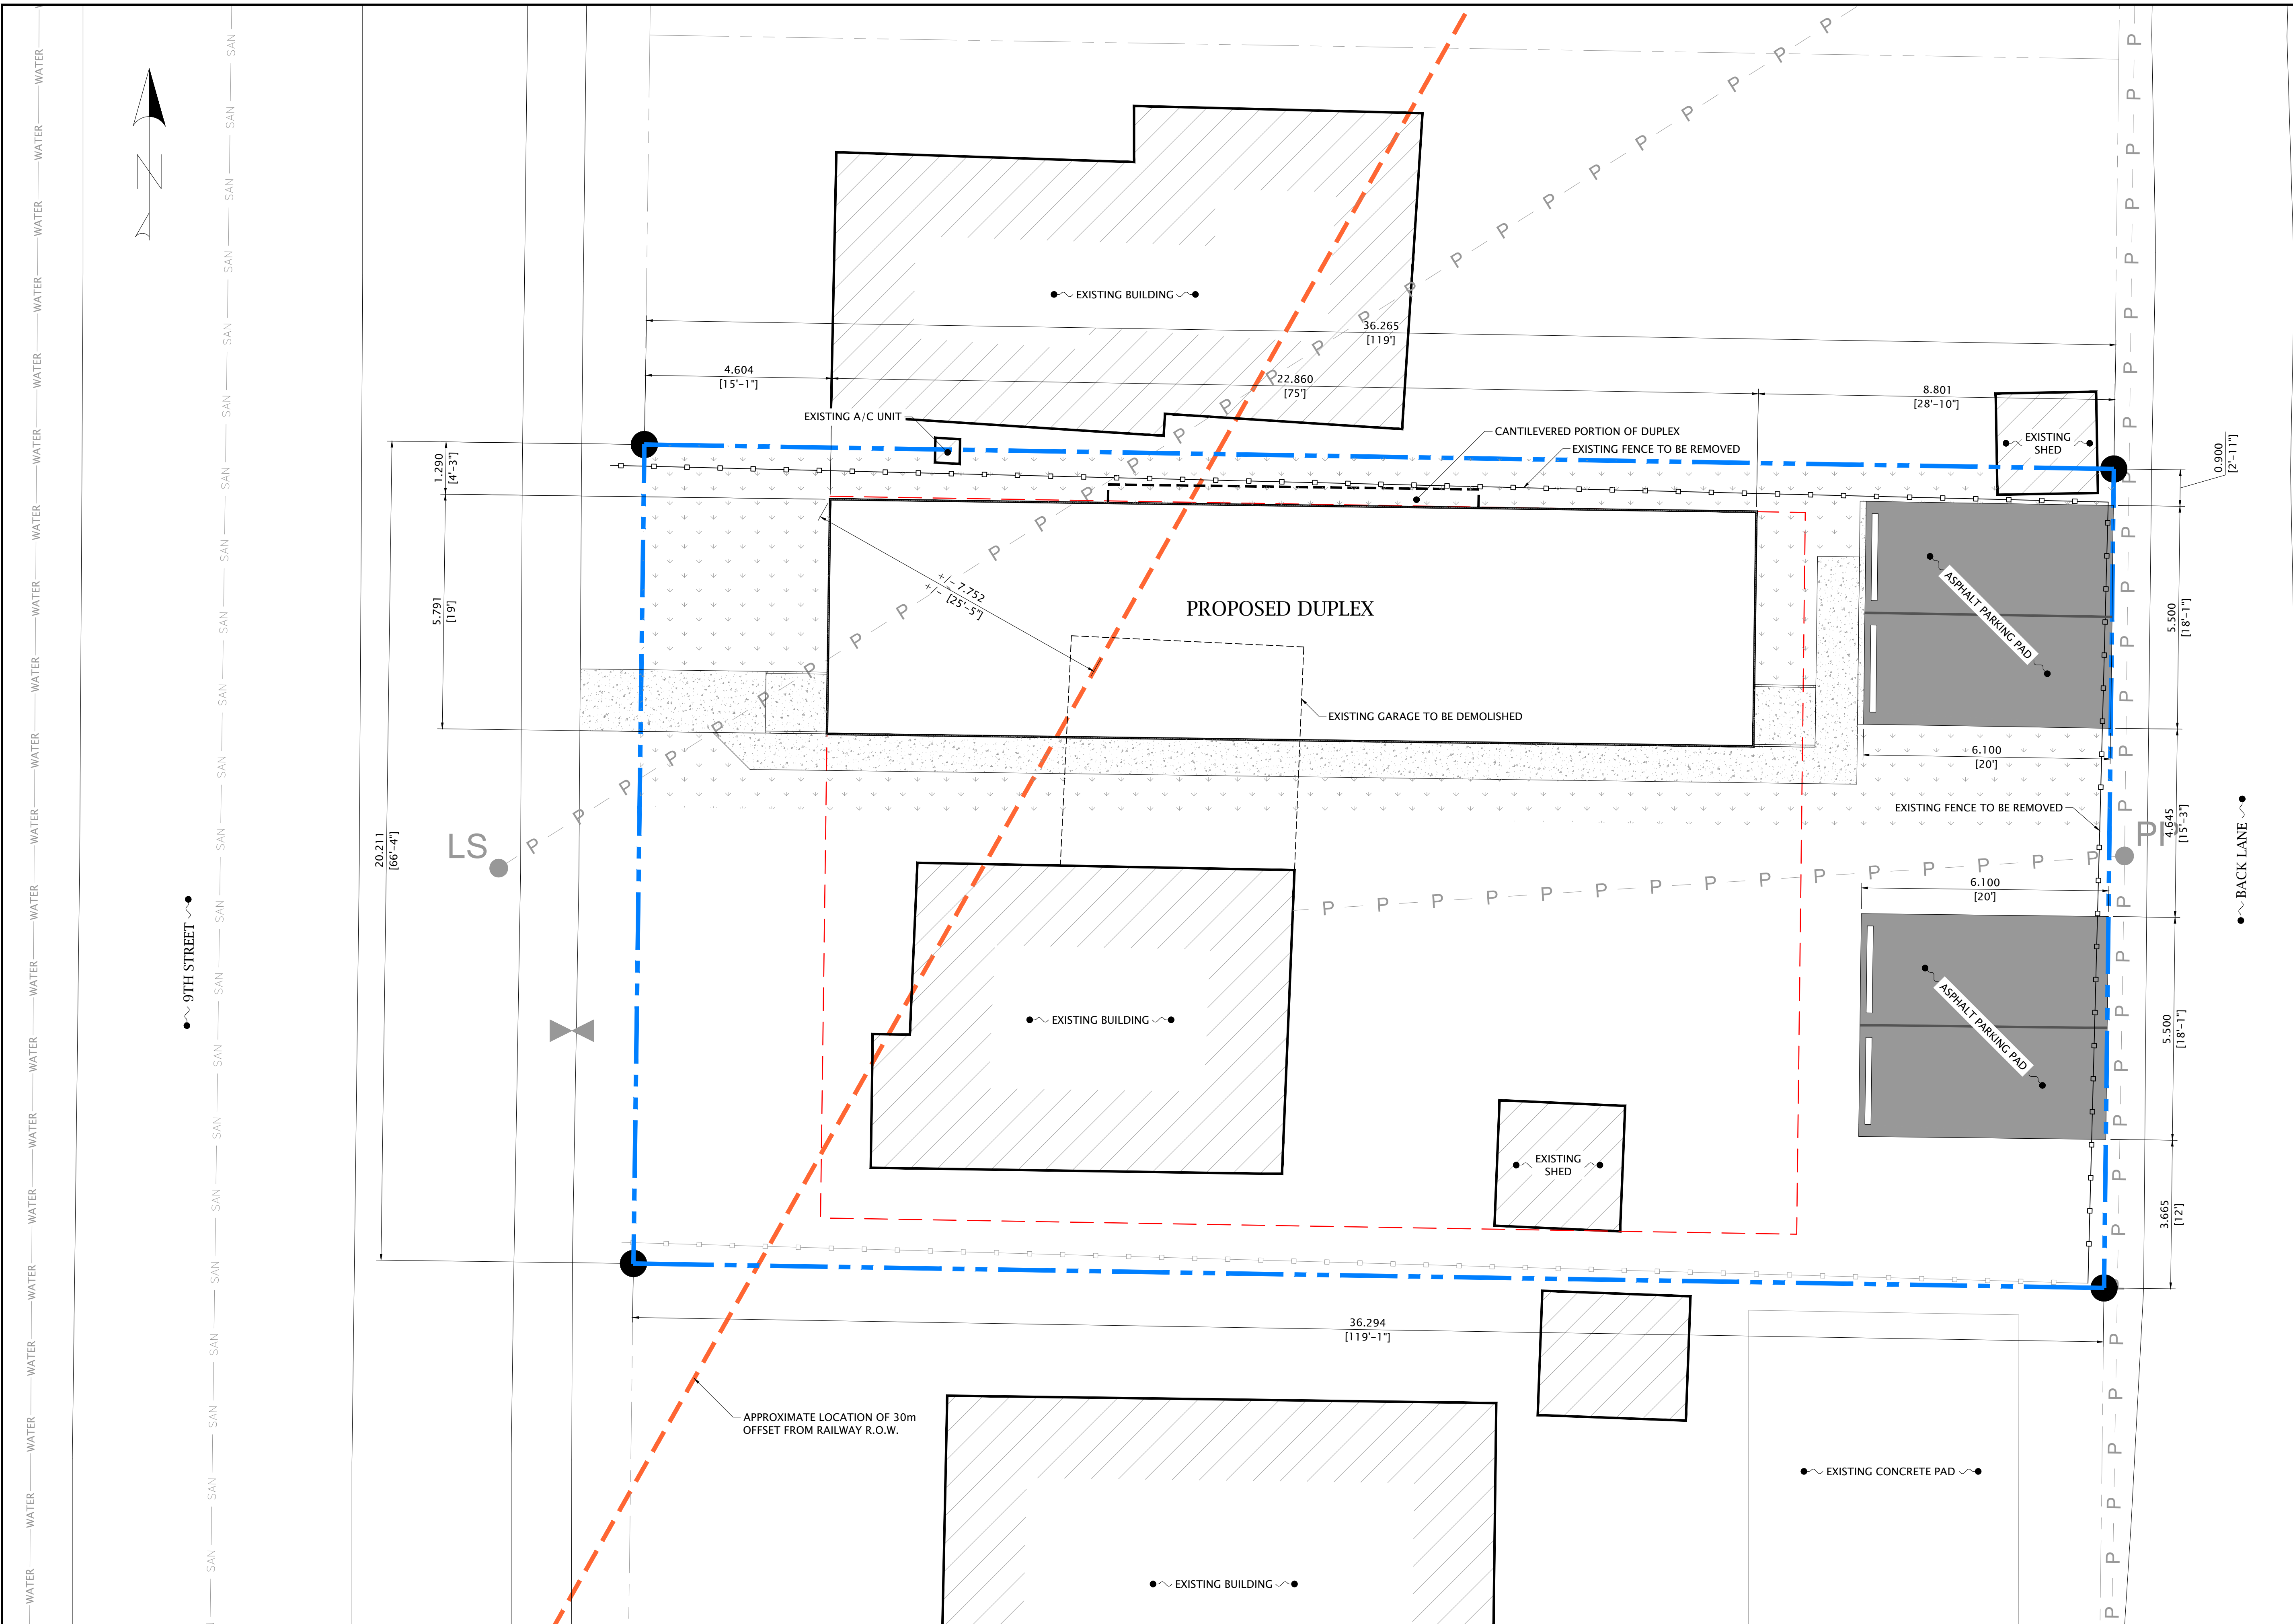 N
EXISTING BUILDING
36.265
[119']
4.604
[15'-1"]
22.860
[75']
8.801
[28'-10"]
EXISTING A/C UNIT
CANTILEVERED PORTION OF DUPLEX
EXISTING FENCE TO BE REMOVED
EXISTING
SHED
0.900
[2'-11"]
1.290
[4'-3"]
5.791
[19']
20.211
[66'-4"]
+/- 7.752
+/- [25'-5"]
PROPOSED DUPLEX
ASPHALT PARKING PAD
5.500
[18'-1"]
EXISTING GARAGE TO BE DEMOLISHED
6.100
[20']
EXISTING FENCE TO BE REMOVED
4.645
[15'-3"]
LS
BACK LANE
6.100
[20']
9TH STREET
EXISTING BUILDING
ASPHALT PARKING PAD
5.500
[18'-1"]
EXISTING
SHED
3.665
[12']
36.294
[119'-1"]
APPROXIMATE LOCATION OF 30m
OFFSET FROM RAILWAY R.O.W.
EXISTING CONCRETE PAD
EXISTING BUILDING
WATER
SAN
P